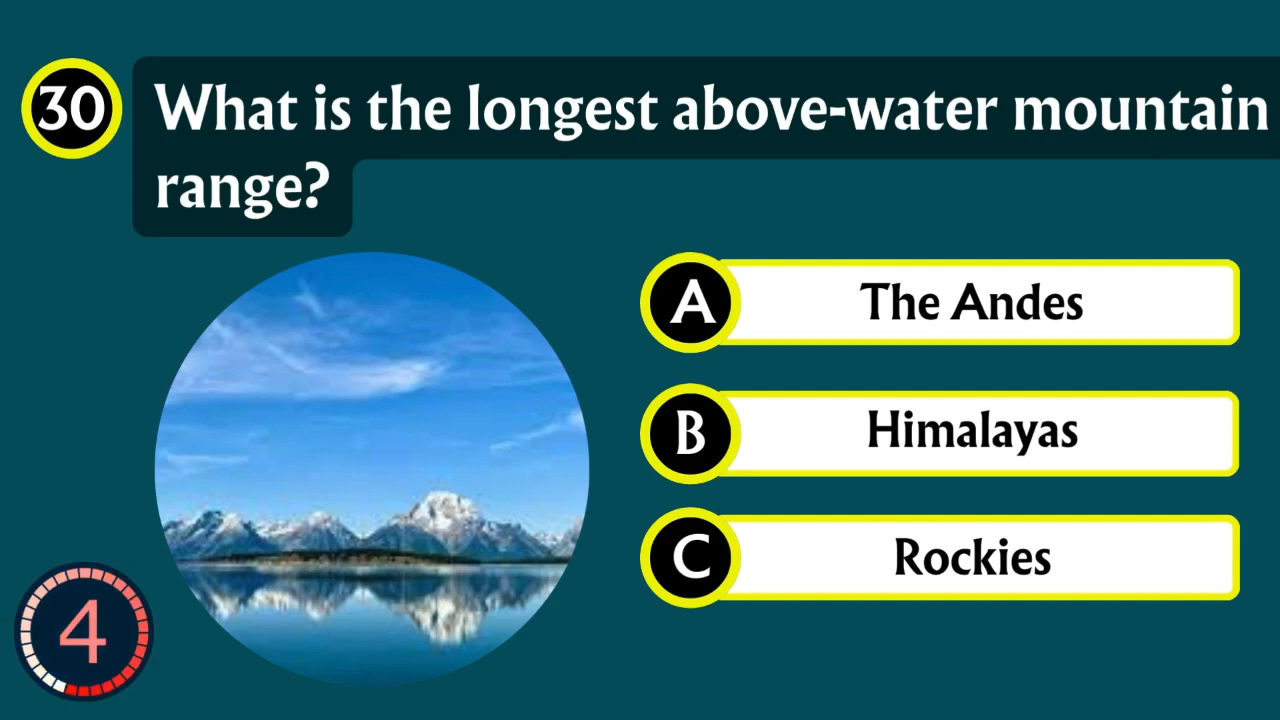 30 What is the longest above-water mountain
range?
A The Andes
B Himalayas
C Rockies
4